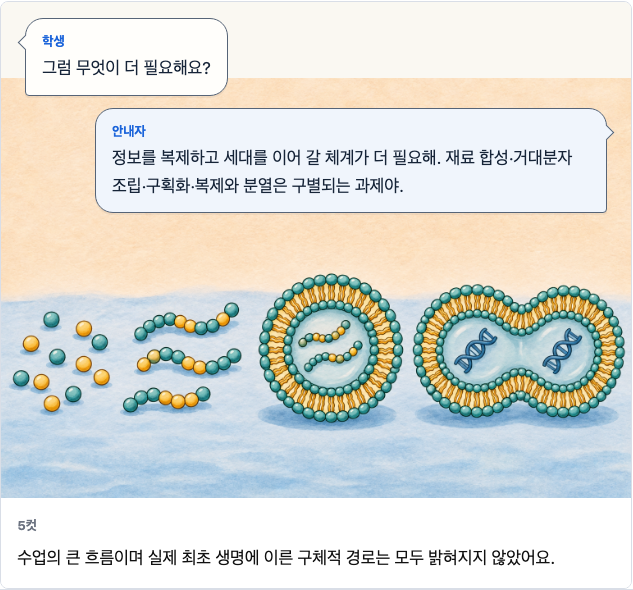 학생
그럼 무엇이 더 필요해요?
안내자
정보를 복제하고 세대를 이어 갈 체계가 더 필요해. 재료 합성·거대분자
조립·구획화·복제와 분열은 구별되는 과제야.
5컷
수업의 큰 흐름이며 실제 최초 생명에 이른 구체적 경로는 모두 밝혀지지 않았어요.